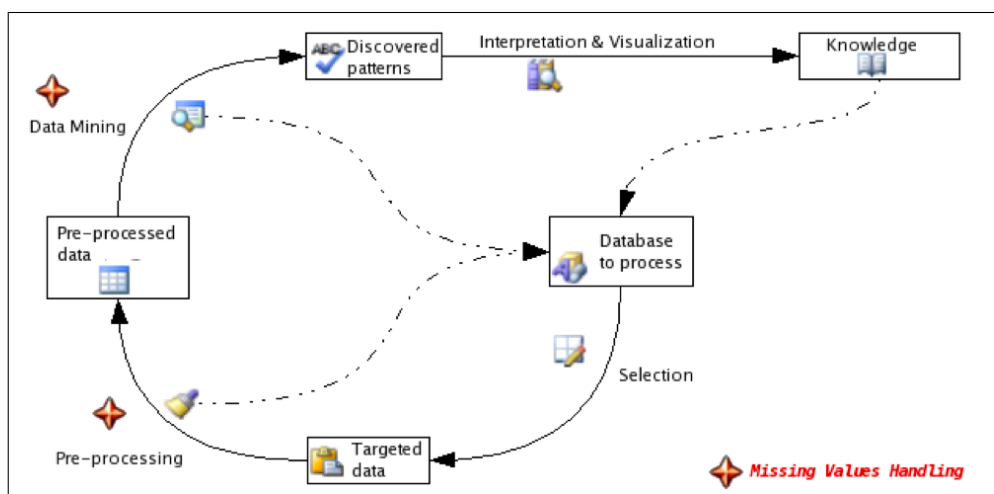 ABC
Discovered
patterns
Interpretation & Visualization
Knowledge
Data Mining
Pre-processed
data
Database
to process
Selection
Targeted
data
Pre-processing
Missing Values Handling